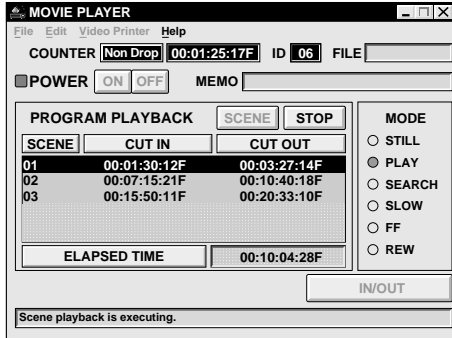 MOVIE PLAYER
File Edit Video Printer Help
COUNTER Non Drop 00:01:25:17F ID 06 FILE
POWER ON OFF MEMO
PROGRAM PLAYBACK SCENE STOP
SCENE CUT IN CUT OUT
01 00:01:30:12F 00:03:27:14F
02 00:07:15:21F 00:10:40:18F
03 00:15:50:11F 00:20:33:10F
ELAPSED TIME 00:10:04:28F
MODE
STILL
PLAY
SEARCH
SLOW
FF
REW
IN/OUT
Scene playback is executing.